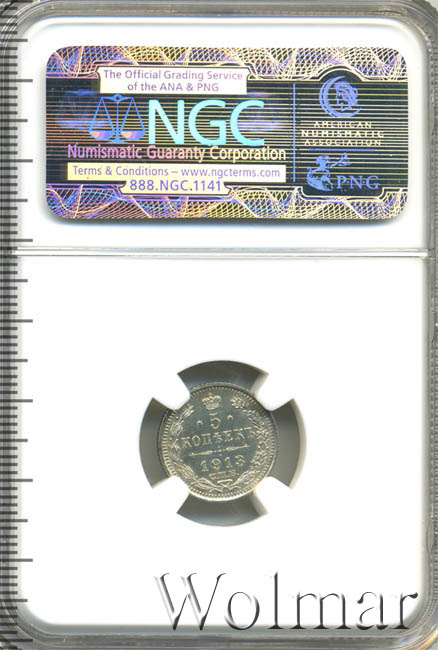 The Official Grading Service
of the ANA & PNG
NGC
Numismatic Guaranty Corporation
Terms & Conditions – www.ngcterms.com
888.NGC.1141
AMERICAN
NUMISMATIC
ASSOCIATION
PNG
5
КОПѢЕКЪ
1913
С.П.Б.
Wolmar